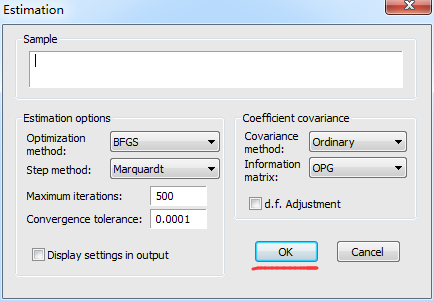 Estimation
Sample
Estimation options
Optimization method: BFGS
Step method: Marquardt
Maximum iterations: 500
Convergence tolerance: 0.0001
Display settings in output
Coefficient covariance
Covariance method: Ordinary
Information matrix: OPG
d.f. Adjustment
OK
Cancel